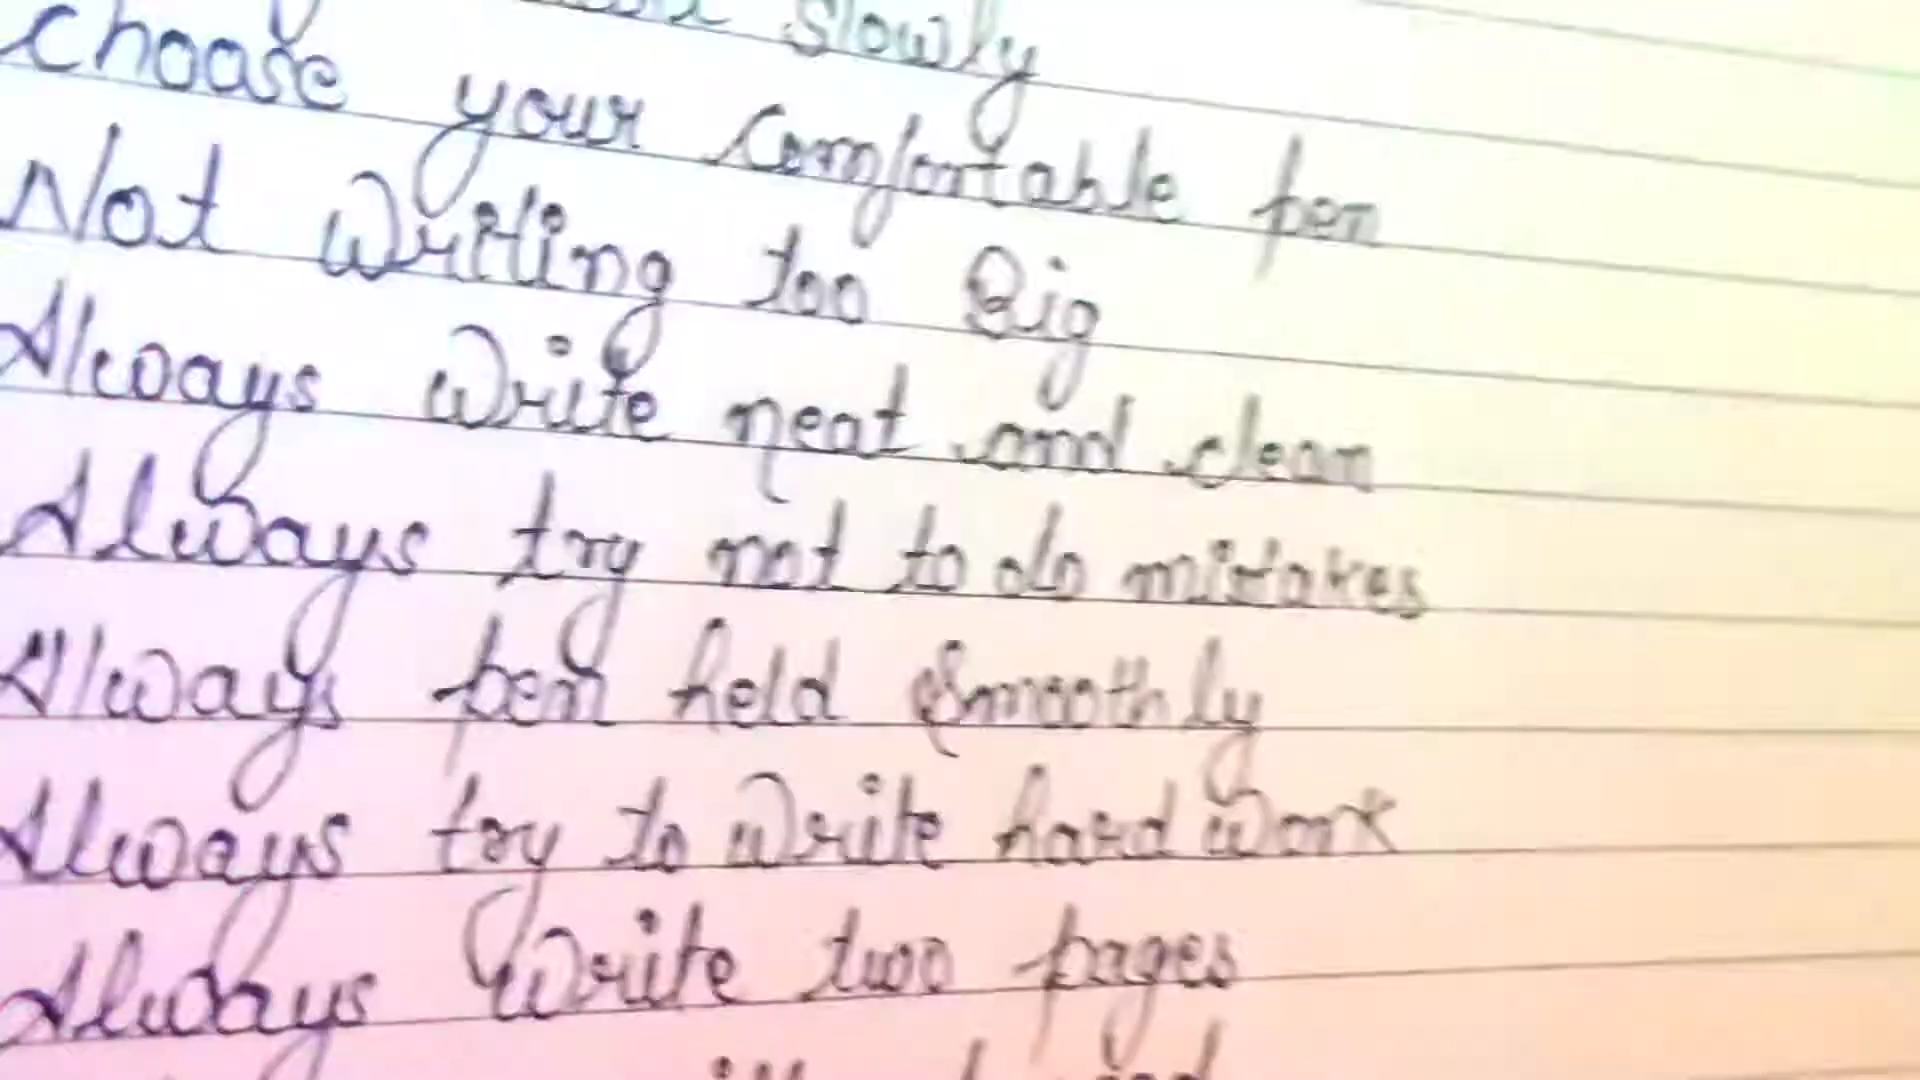 slowly
choose your comfortable pen
Not writing too Big
Always write neat and clean
Always try not to do mistakes
Always pen held smoothly
Always try to write hard work
Always write two pages